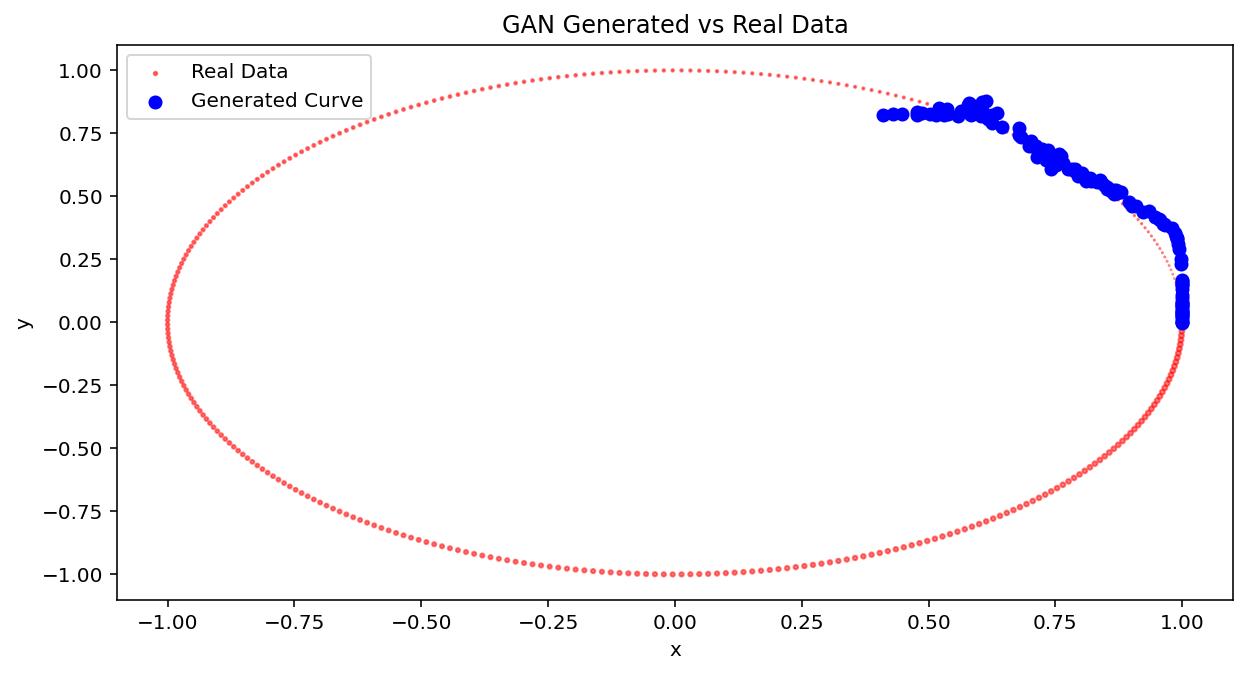 GAN Generated vs Real Data
Real Data
Generated Curve
1.00
0.75
0.50
0.25
0.00
−0.25
−0.50
−0.75
−1.00
y
−1.00 −0.75 −0.50 −0.25 0.00 0.25 0.50 0.75 1.00
x